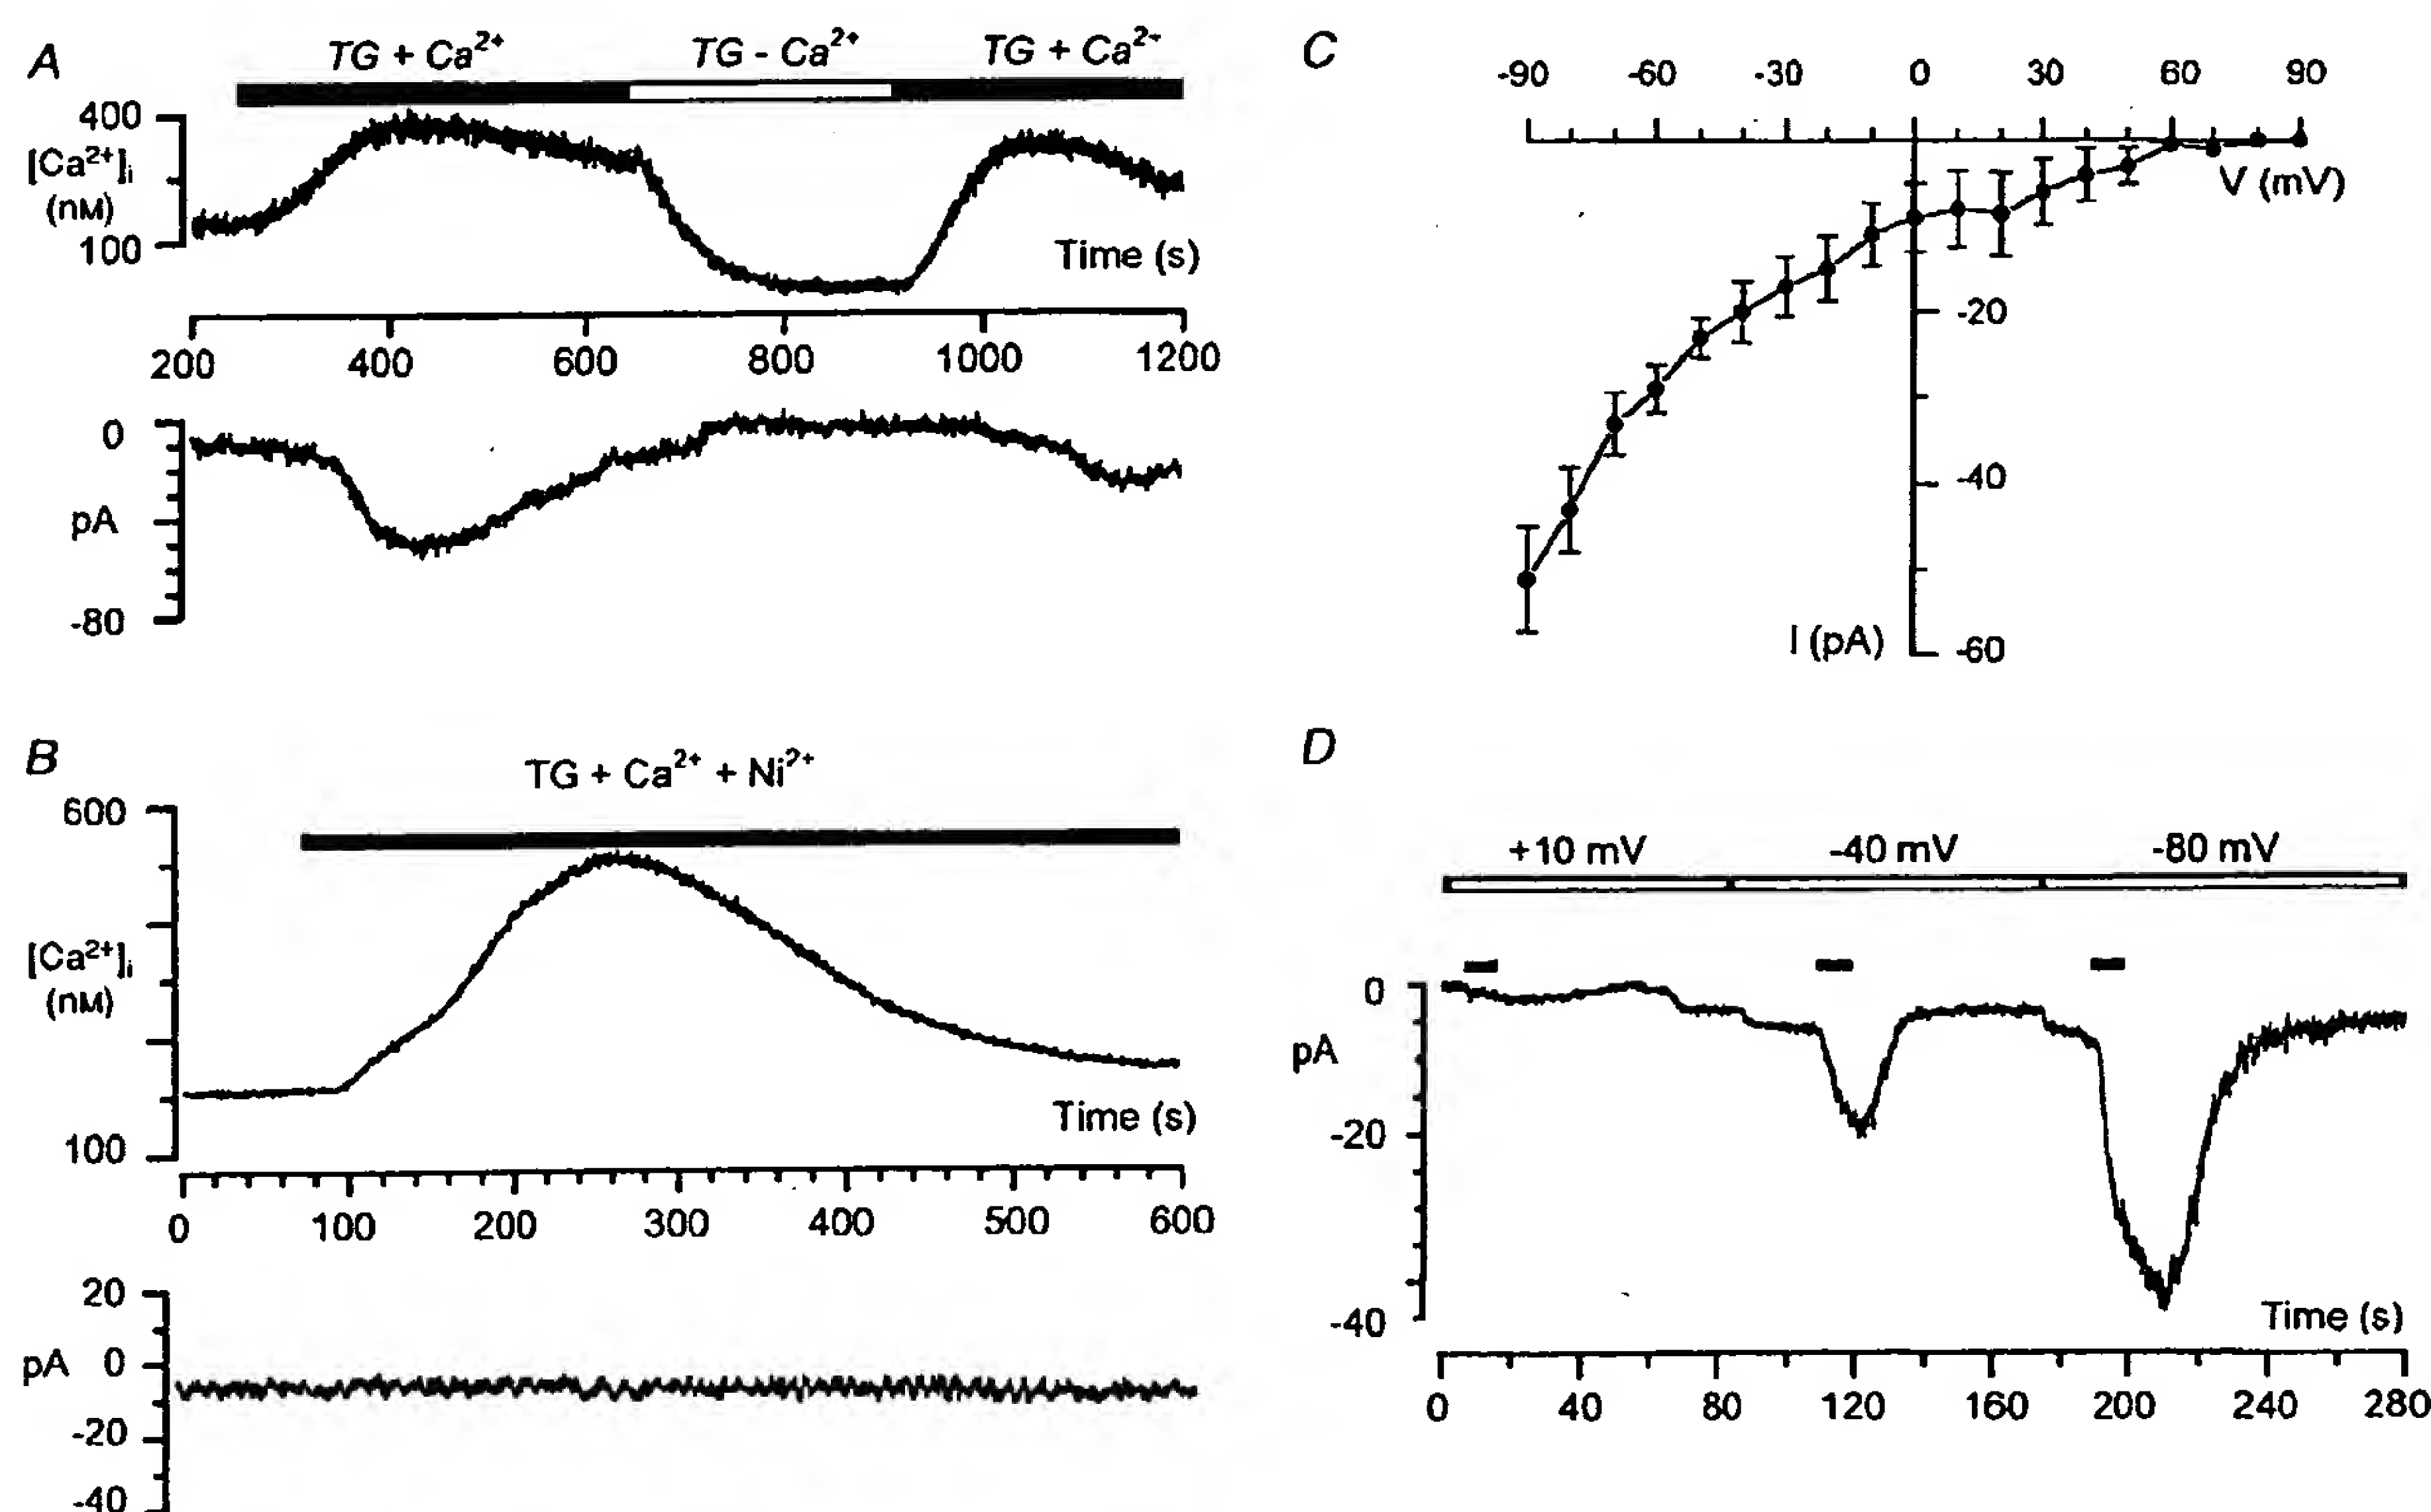 A
TG + Ca²⁺ TG - Ca²⁺ TG + Ca²⁺
400
[Ca²⁺]ᵢ
(nM)
100
Time (s)
200 400 600 800 1000 1200
0
pA
-80
B
TG + Ca²⁺ + Ni²⁺
600
[Ca²⁺]ᵢ
(nM)
100
Time (s)
0 100 200 300 400 500 600
20
pA 0
-20
-40
C
-90 -60 -30 0 30 60 90
V (mV)
-20
-40
I (pA) -60
D
+10 mV -40 mV -80 mV
0
pA
-20
-40
Time (s)
0 40 80 120 160 200 240 280